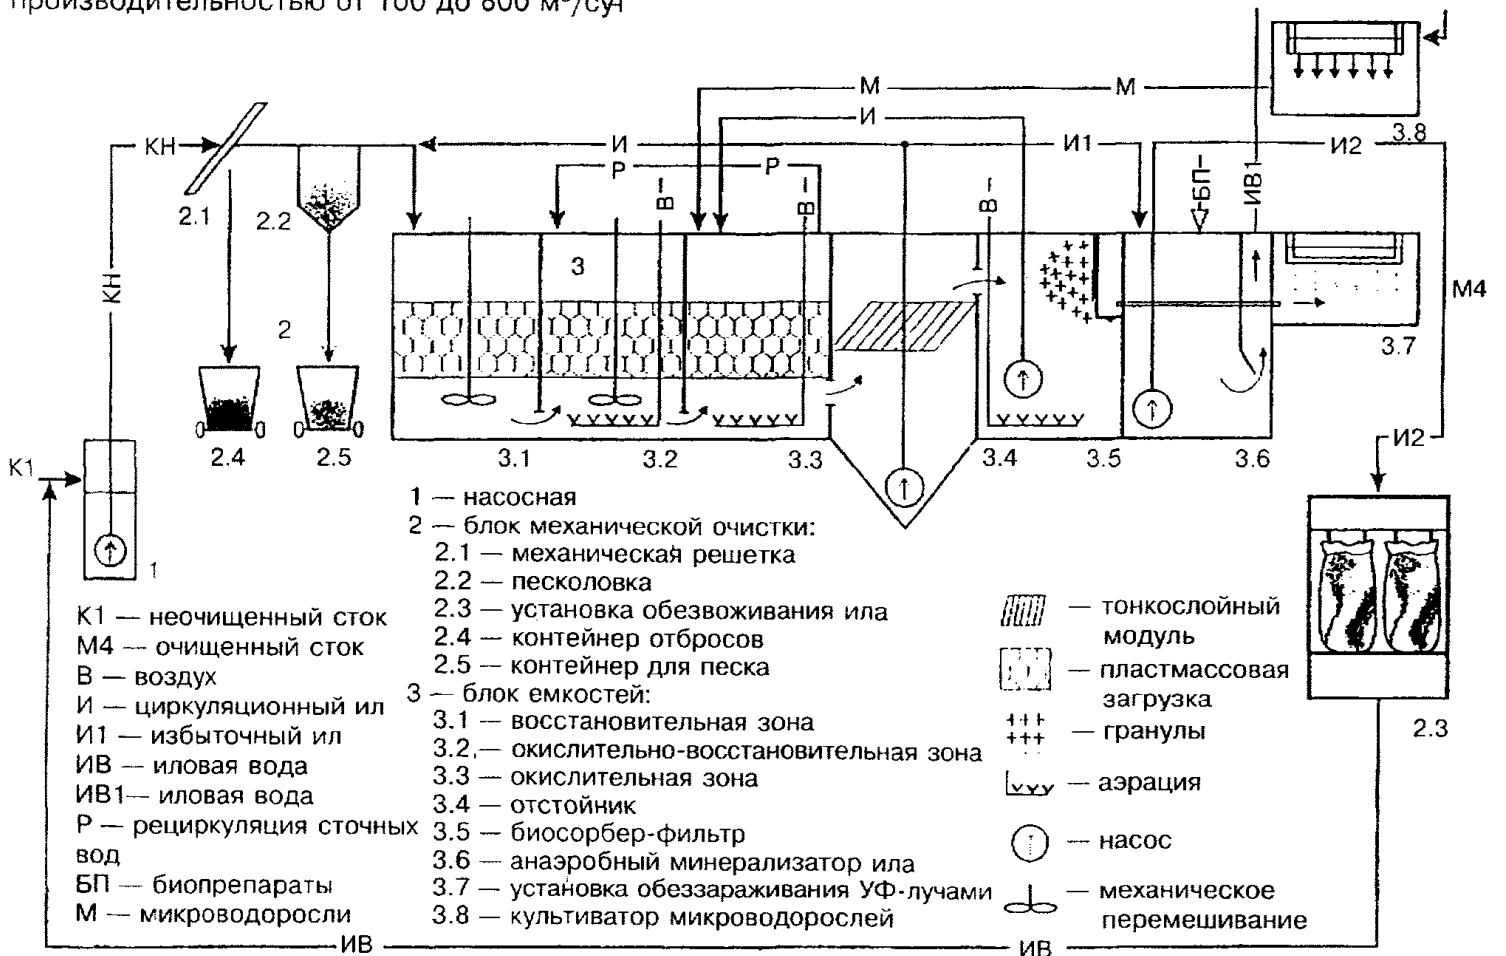 производительностью от 100 до 800 м³/сут
М
М
И
3.8
КН
И
И1
И2
Р
Р
В
В
В
БП
ИВ1
КН
2.1
2.2
3
М4
2
3.7
И2
2.4
2.5
3.1
3.2
3.3
3.4
3.5
3.6
К1
1
2.3
1 — насосная
2 — блок механической очистки:
2.1 — механическая решетка
2.2 — песколовка
2.3 — установка обезвоживания ила
2.4 — контейнер отбросов
2.5 — контейнер для песка
3 — блок емкостей:
3.1 — восстановительная зона
3.2.— окислительно-восстановительная зона
3.3 — окислительная зона
3.4 — отстойник
3.5 — биосорбер-фильтр
3.6 — анаэробный минерализатор ила
3.7 — установка обеззараживания УФ-лучами
3.8 — культиватор микроводорослей
К1 — неочищенный сток
М4 — очищенный сток
В — воздух
И — циркуляционный ил
И1 — избыточный ил
ИВ — иловая вода
ИВ1— иловая вода
Р — рециркуляция сточных
вод
БП — биопрепараты
М — микроводоросли
— тонкослойный
модуль
— пластмассовая
загрузка
— гранулы
— аэрация
— насос
— механическое
перемешивание
ИВ
ИВ